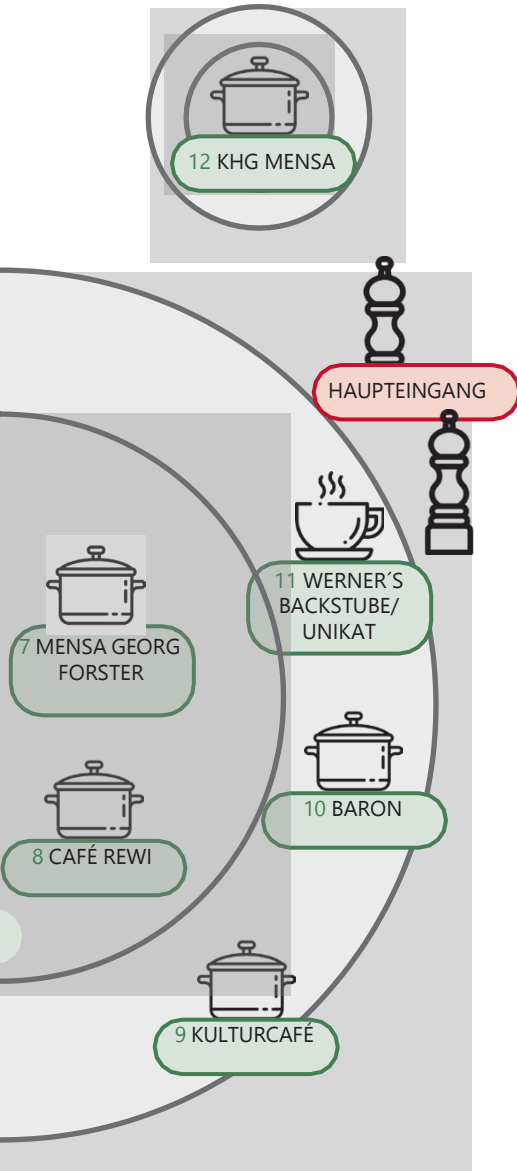 12 KHG MENSA
HAUPTEINGANG
11 WERNER´S
BACKSTUBE/
UNIKAT
7 MENSA GEORG
FORSTER
10 BARON
8 CAFÉ REWI
9 KULTURCAFÉ